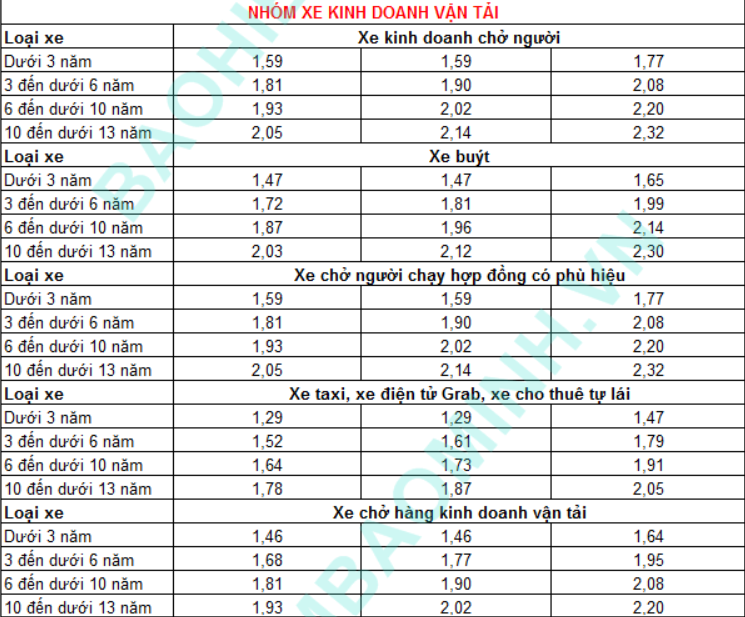 NHÓM XE KINH DOANH VẬN TẢI
Loại xe Xe kinh doanh chở người
Dưới 3 năm 1,59 1,59 1,77
3 đến dưới 6 năm 1,81 1,90 2,08
6 đến dưới 10 năm 1,93 2,02 2,20
10 đến dưới 13 năm 2,05 2,14 2,32
Loại xe Xe buýt
Dưới 3 năm 1,47 1,47 1,65
3 đến dưới 6 năm 1,72 1,81 1,99
6 đến dưới 10 năm 1,87 1,96 2,14
10 đến dưới 13 năm 2,03 2,12 2,30
Loại xe Xe chở người chạy hợp đồng có phù hiệu
Dưới 3 năm 1,59 1,59 1,77
3 đến dưới 6 năm 1,81 1,90 2,08
6 đến dưới 10 năm 1,93 2,02 2,20
10 đến dưới 13 năm 2,05 2,14 2,32
Loại xe Xe taxi, xe điện tử Grab, xe cho thuê tự lái
Dưới 3 năm 1,29 1,29 1,47
3 đến dưới 6 năm 1,52 1,61 1,79
6 đến dưới 10 năm 1,64 1,73 1,91
10 đến dưới 13 năm 1,78 1,87 2,05
Loại xe Xe chở hàng kinh doanh vận tải
Dưới 3 năm 1,46 1,46 1,64
3 đến dưới 6 năm 1,68 1,77 1,95
6 đến dưới 10 năm 1,81 1,90 2,08
10 đến dưới 13 năm 1,93 2,02 2,20